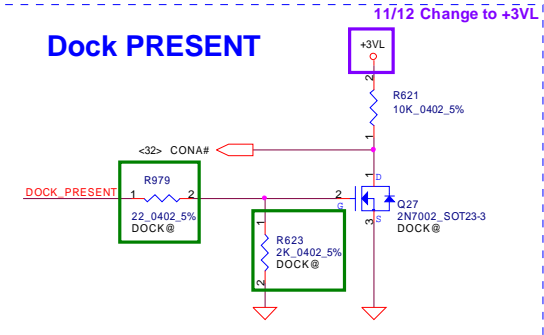 11/12 Change to +3VL
Dock PRESENT
+3VL
2
R621
10K_0402_5%
1
<32> CONA#
R979
DOCK_PRESENT
1
2
22_0402_5%
DOCK@
1
D
2
G
Q27
2N7002_SOT23-3
DOCK@
3
S
1
R623
2K_0402_5%
DOCK@
2